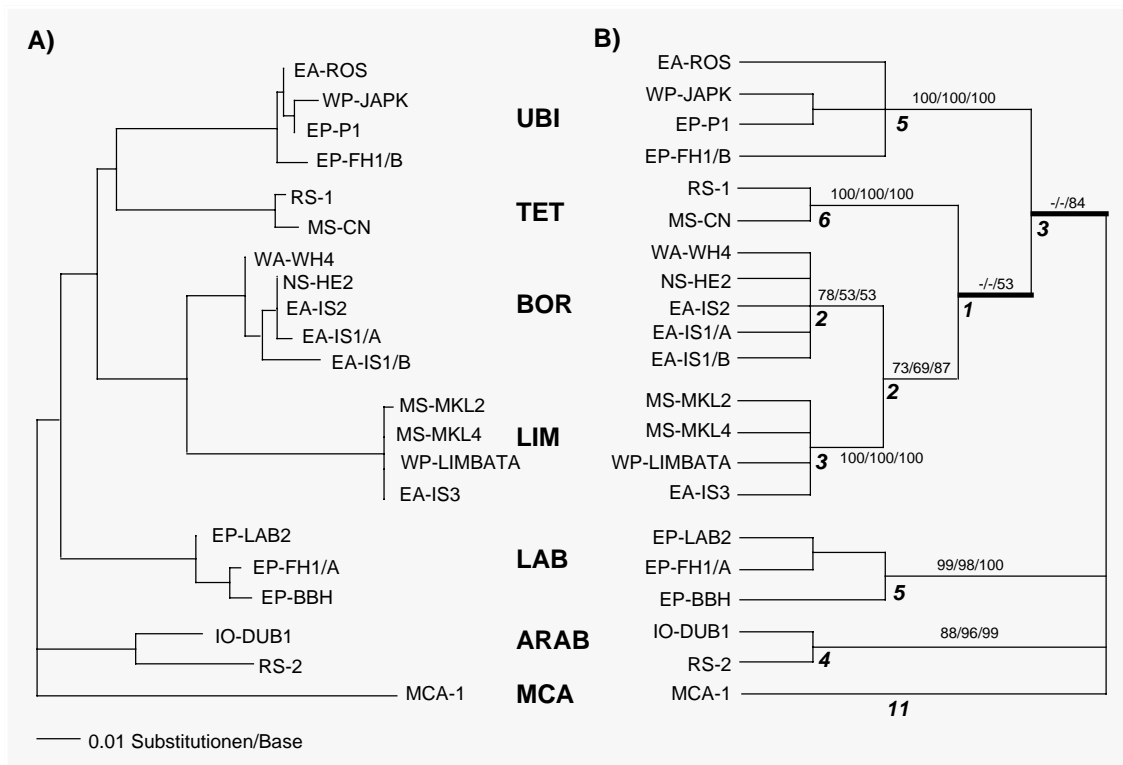 A)
EA-ROS
WP-JAPK
EP-P1
EP-FH1/B
RS-1
MS-CN
WA-WH4
NS-HE2
EA-IS2
EA-IS1/A
EA-IS1/B
MS-MKL2
MS-MKL4
WP-LIMBATA
EA-IS3
EP-LAB2
EP-FH1/A
EP-BBH
IO-DUB1
RS-2
MCA-1
0.01 Substitutionen/Base
UBI
TET
BOR
LIM
LAB
ARAB
MCA
B)
EA-ROS
WP-JAPK
100/100/100
5
EP-P1
EP-FH1/B
RS-1
100/100/100
-/-/84
3
MS-CN
6
WA-WH4
NS-HE2
-/-/53
1
EA-IS2
78/53/53
2
EA-IS1/A
EA-IS1/B
73/69/87
2
MS-MKL2
MS-MKL4
WP-LIMBATA
3
100/100/100
EA-IS3
EP-LAB2
EP-FH1/A
99/98/100
5
EP-BBH
IO-DUB1
88/96/99
4
RS-2
MCA-1
11